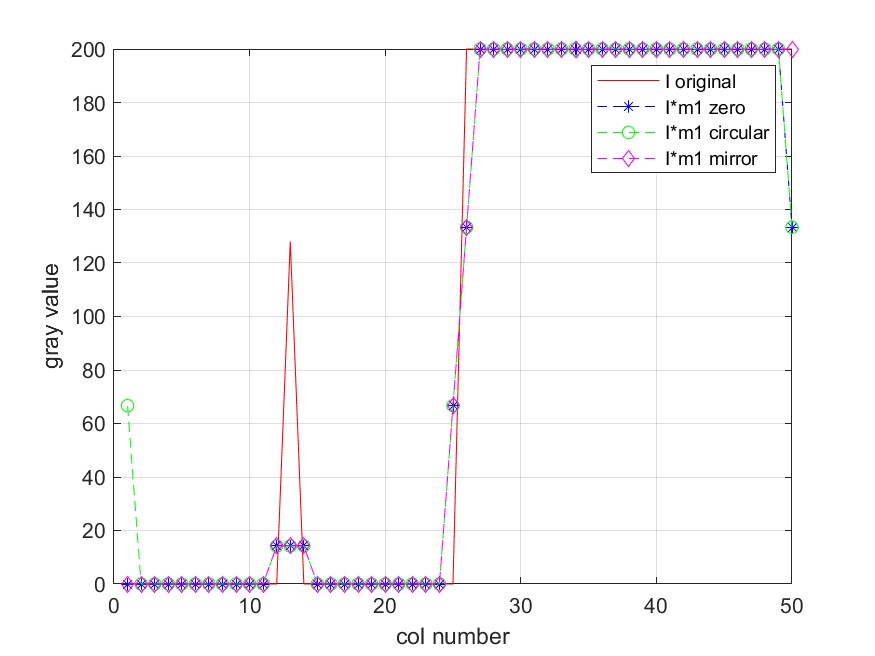 200
180
160
140
120
100
80
60
40
20
0
gray value
0 10 20 30 40 50
col number
I original
I*m1 zero
I*m1 circular
I*m1 mirror